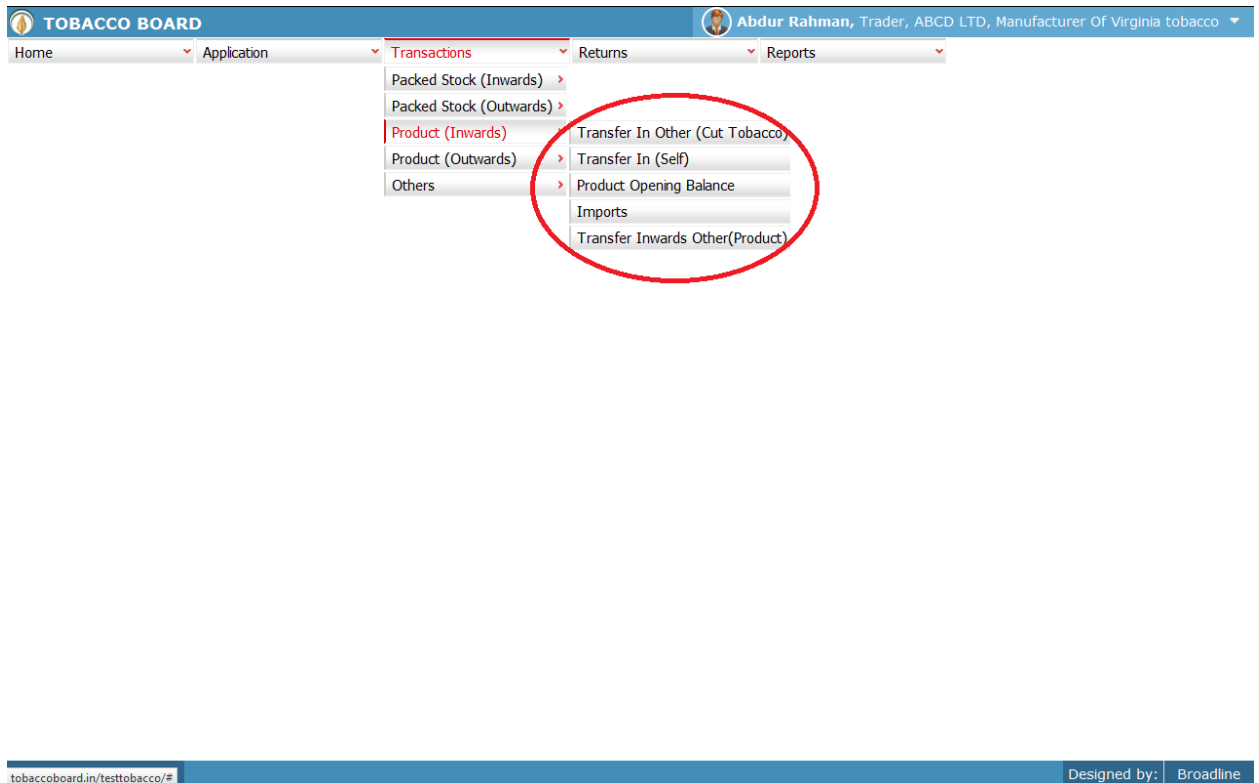 TOBACCO BOARD
Abdur Rahman, Trader, ABCD LTD, Manufacturer Of Virginia tobacco
Home Application Transactions Returns Reports
Packed Stock (Inwards)
Packed Stock (Outwards)
Product (Inwards) Transfer In Other (Cut Tobacco)
Product (Outwards) Transfer In (Self)
Others Product Opening Balance
Imports
Transfer Inwards Other(Product)
tobaccoboard.in/testtobacco/# Designed by: Broadline